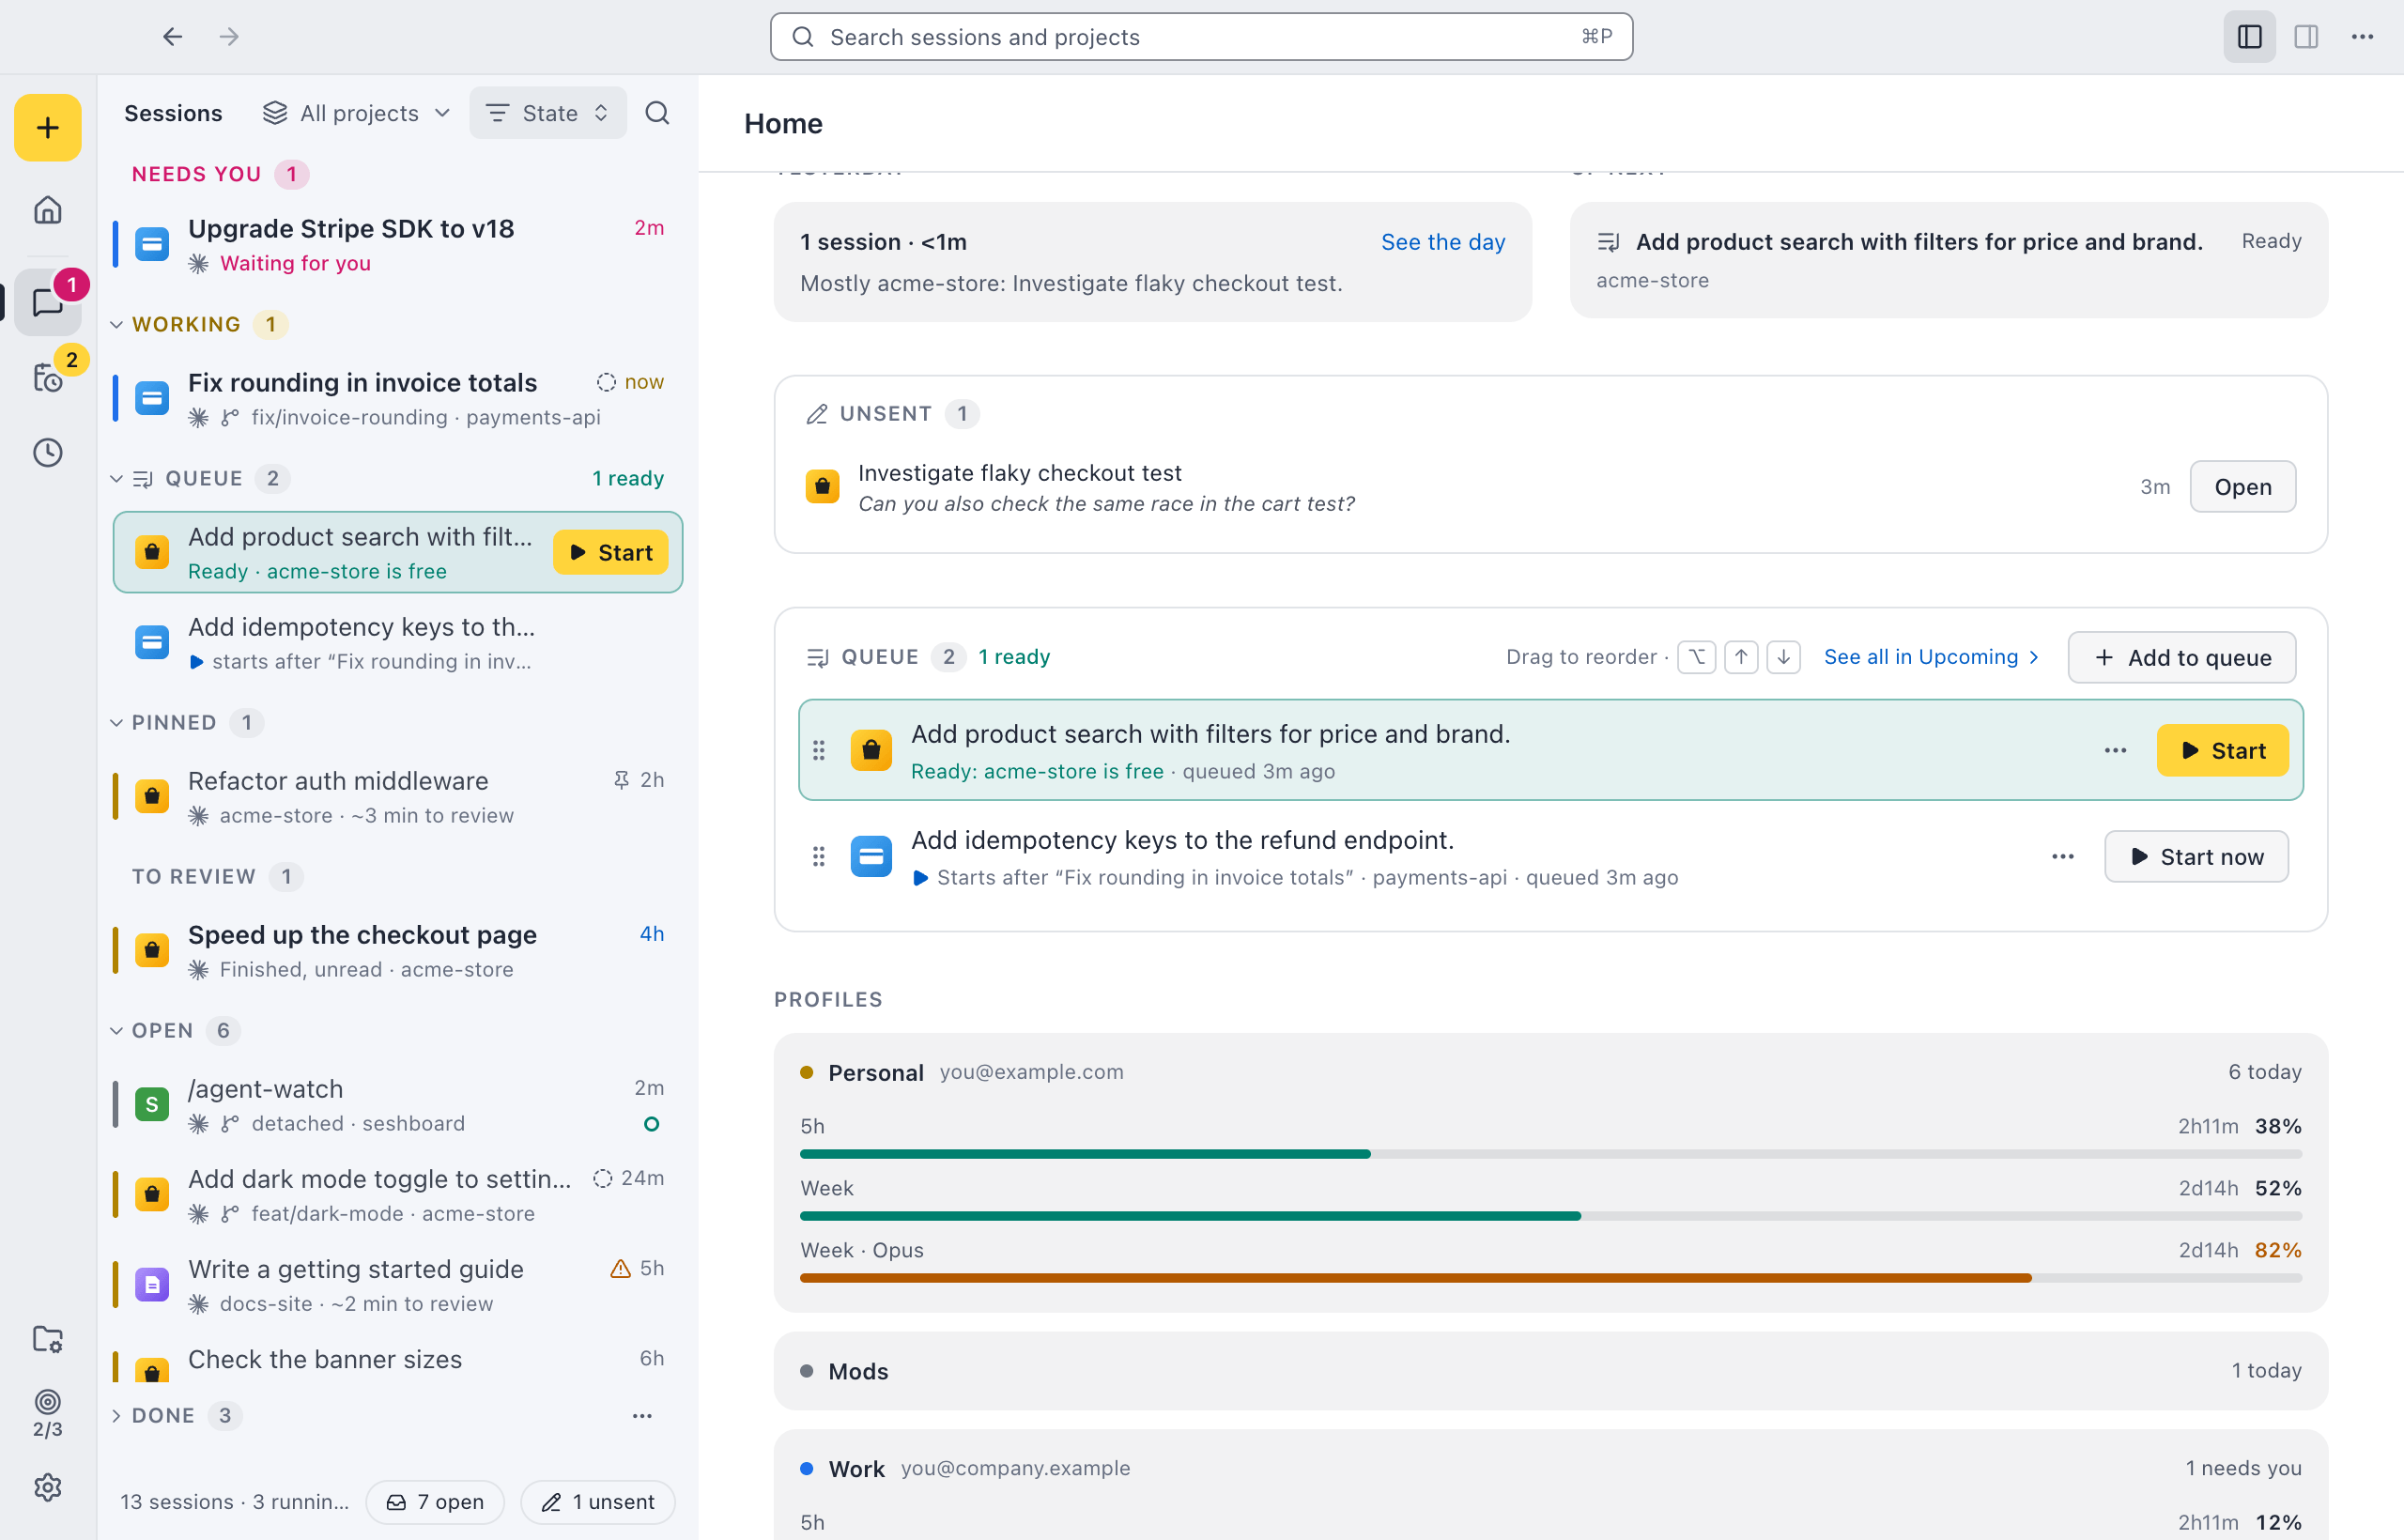 Search sessions and projects
⌘P
Sessions
All projects
State
NEEDS YOU 1
Upgrade Stripe SDK to v18
2m
Waiting for you
WORKING 1
Fix rounding in invoice totals
now
fix/invoice-rounding · payments-api
QUEUE 2
1 ready
Add product search with filt...
Ready · acme-store is free
Start
Add idempotency keys to th...
starts after “Fix rounding in inv...
PINNED 1
Refactor auth middleware
2h
acme-store · ~3 min to review
TO REVIEW 1
Speed up the checkout page
4h
Finished, unread · acme-store
OPEN 6
/agent-watch
2m
S
detached · seshboard
Add dark mode toggle to settin...
24m
feat/dark-mode · acme-store
Write a getting started guide
5h
docs-site · ~2 min to review
Check the banner sizes
6h
DONE 3
13 sessions · 3 runnin...
7 open
1 unsent
1
2
2/3
Home
YESTERDAY
UP NEXT
1 session · <1m
See the day
Mostly acme-store: Investigate flaky checkout test.
Add product search with filters for price and brand.
Ready
acme-store
UNSENT 1
Investigate flaky checkout test
Can you also check the same race in the cart test?
3m
Open
QUEUE 2 1 ready
Drag to reorder · ⌥ ↑ ↓
See all in Upcoming
Add to queue
Add product search with filters for price and brand.
Ready: acme-store is free · queued 3m ago
Start
Add idempotency keys to the refund endpoint.
Starts after “Fix rounding in invoice totals” · payments-api · queued 3m ago
Start now
PROFILES
Personal you@example.com
6 today
5h
2h11m 38%
Week
2d14h 52%
Week · Opus
2d14h 82%
Mods
1 today
Work you@company.example
1 needs you
5h
2h11m 12%